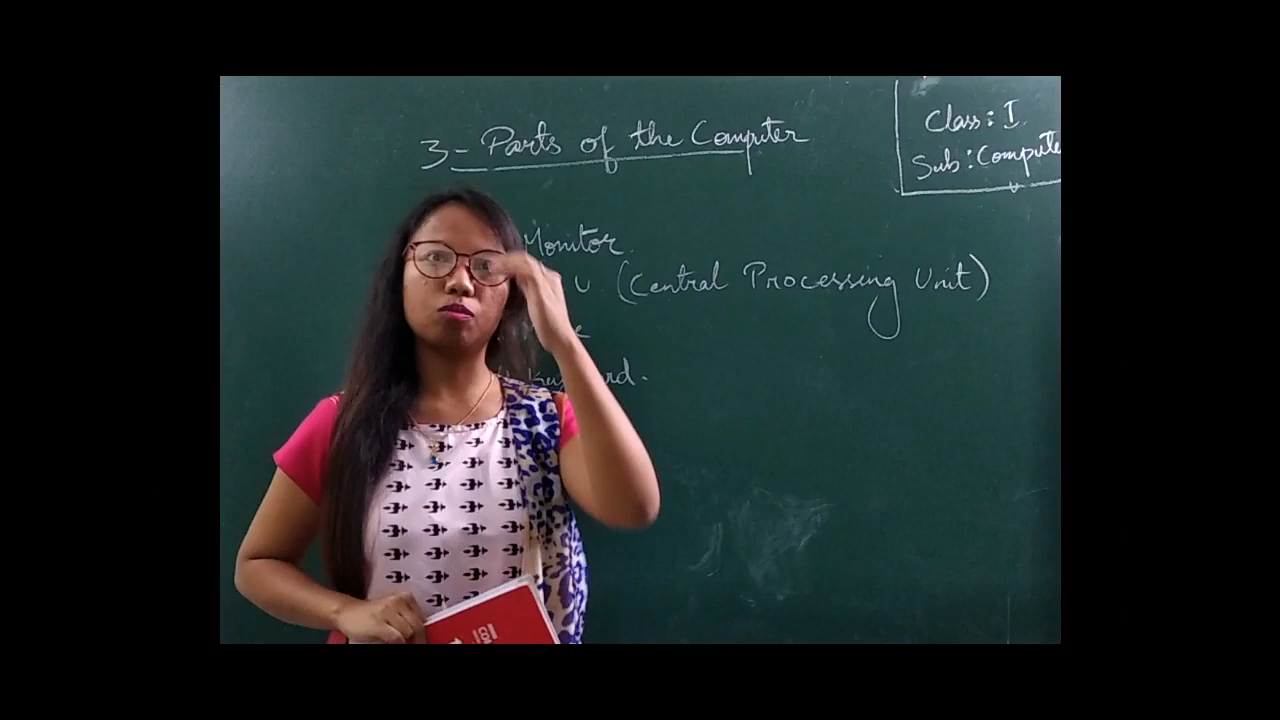 Class: I
Sub: Compute
3- Parts of the Computer
Monitor
U (Central Processing Unit)